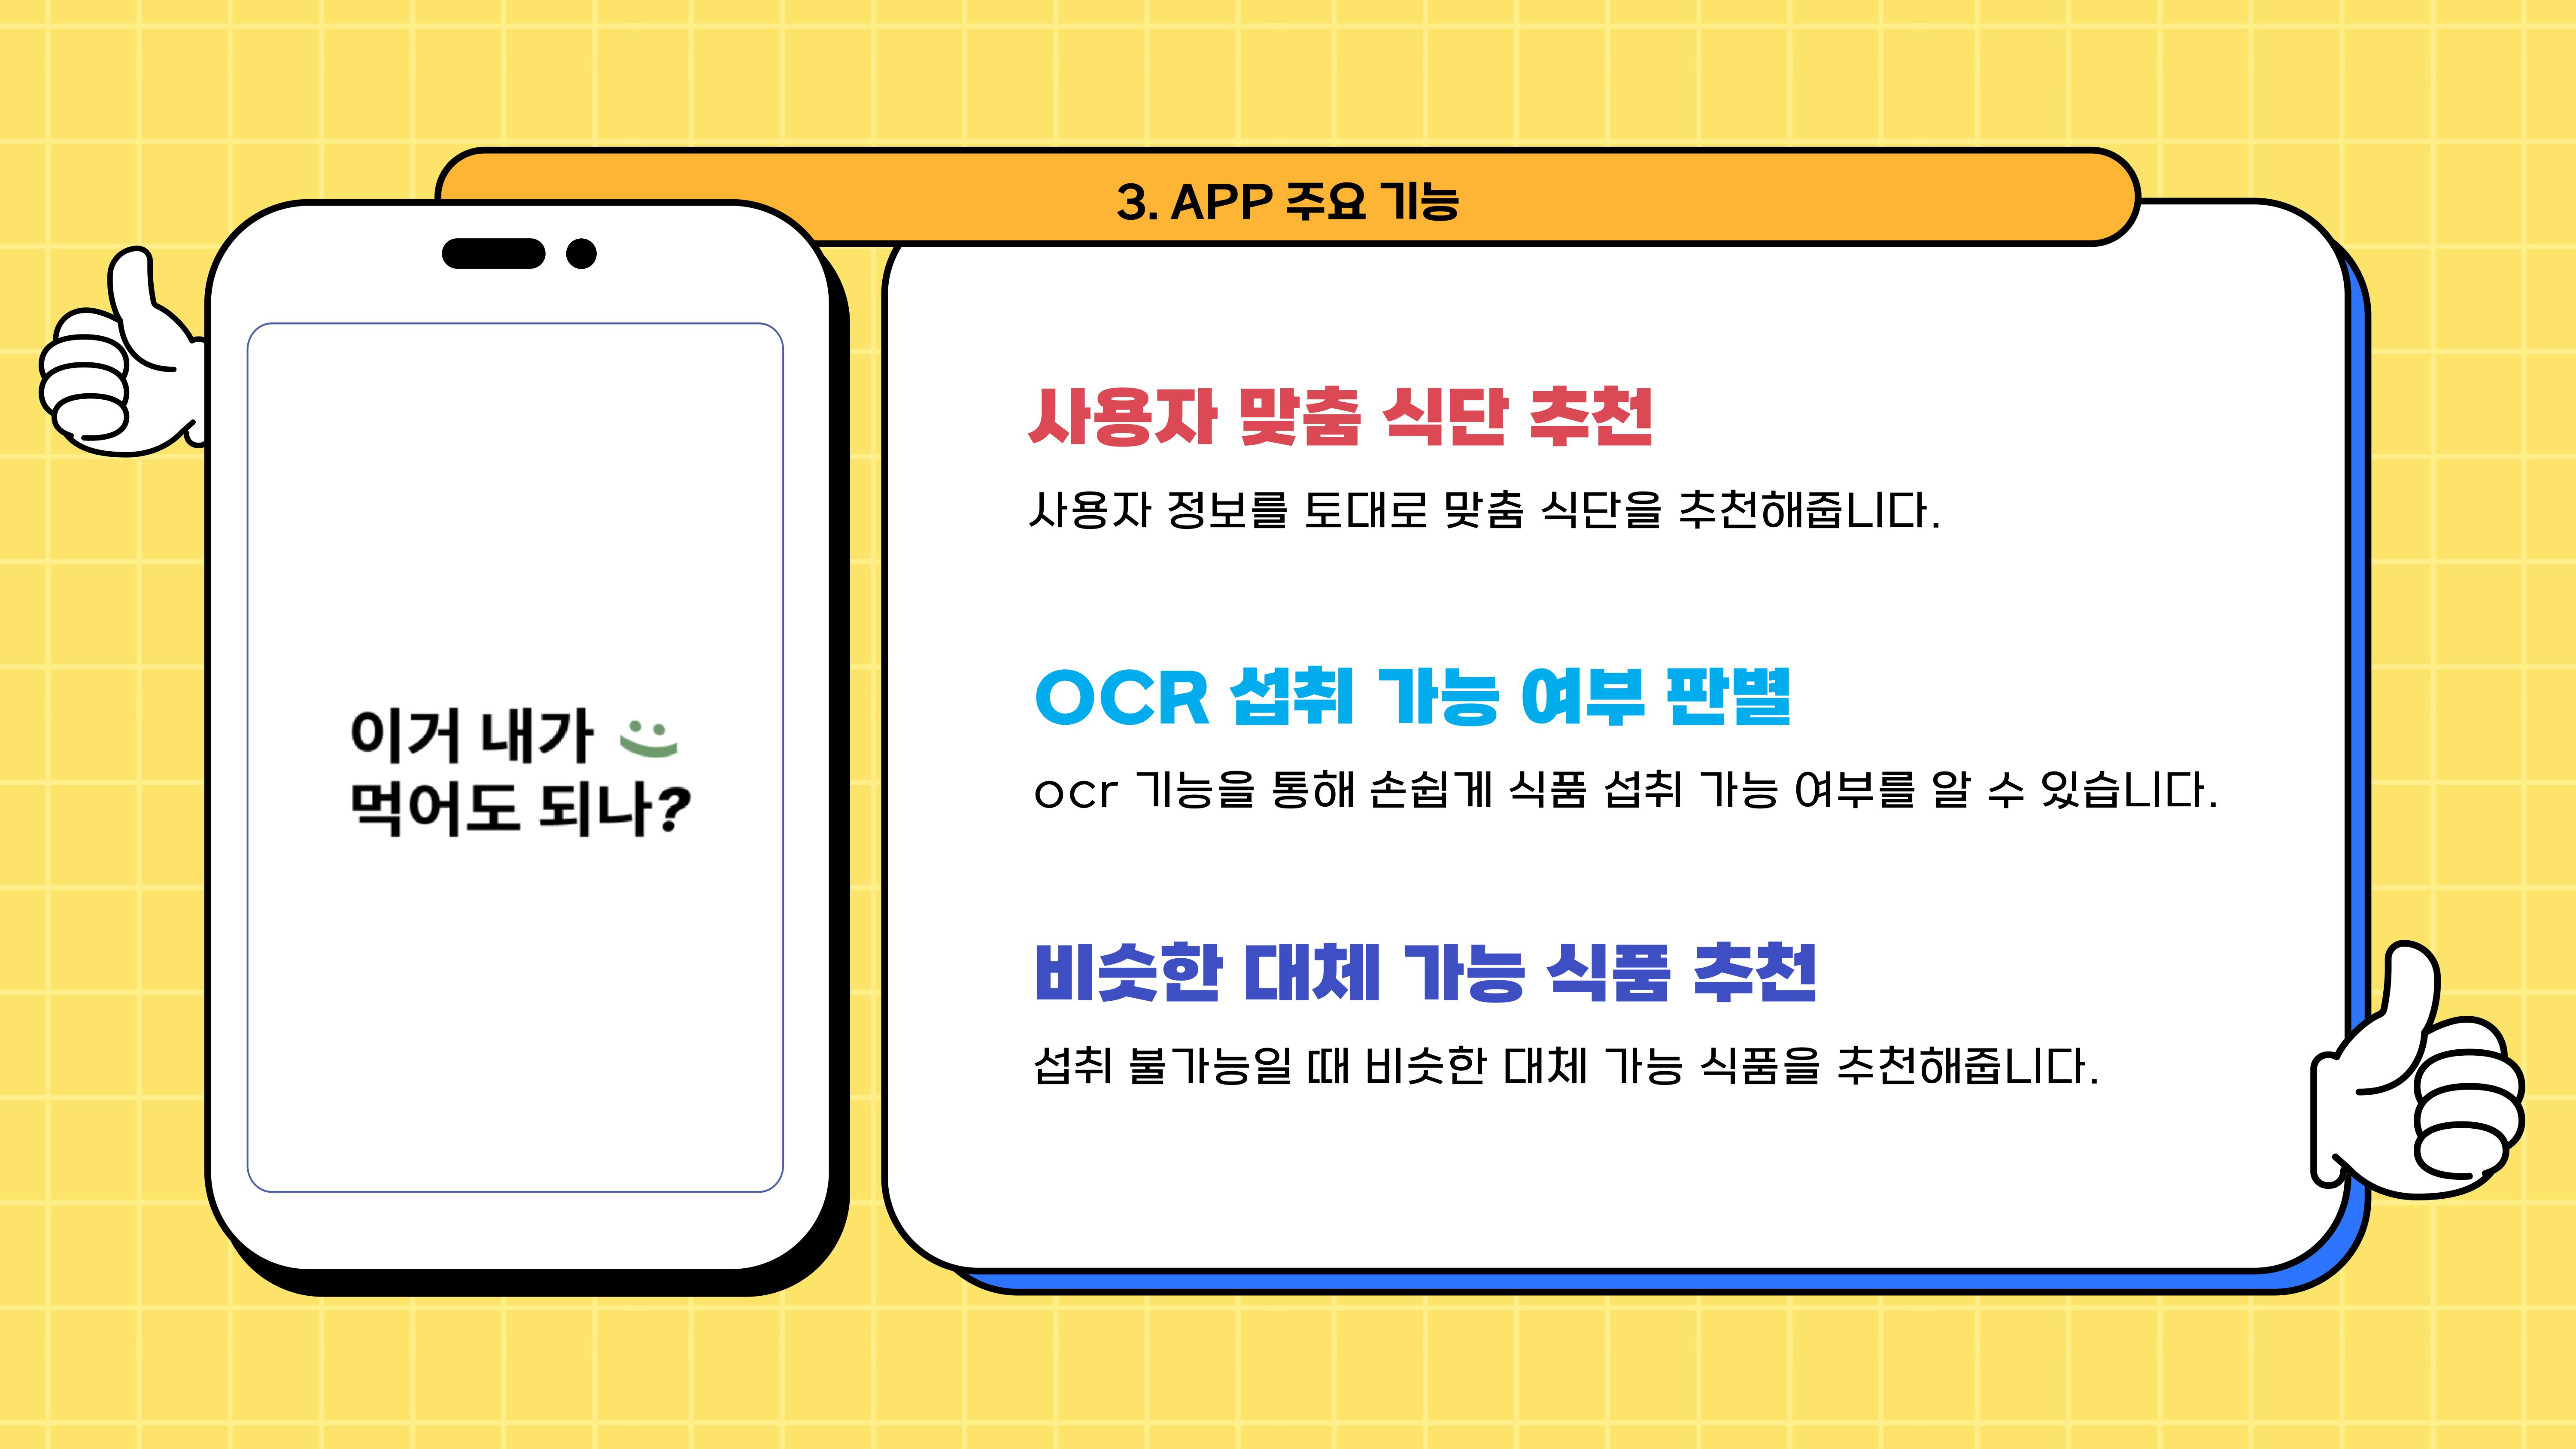 3. APP 주요 기능
이거 내가
먹어도 되나?
사용자 맞춤 식단 추천
사용자 정보를 토대로 맞춤 식단을 추천해줍니다.
OCR 섭취 가능 여부 판별
ocr 기능을 통해 손쉽게 식품 섭취 가능 여부를 알 수 있습니다.
비슷한 대체 가능 식품 추천
섭취 불가능일 때 비슷한 대체 가능 식품을 추천해줍니다.